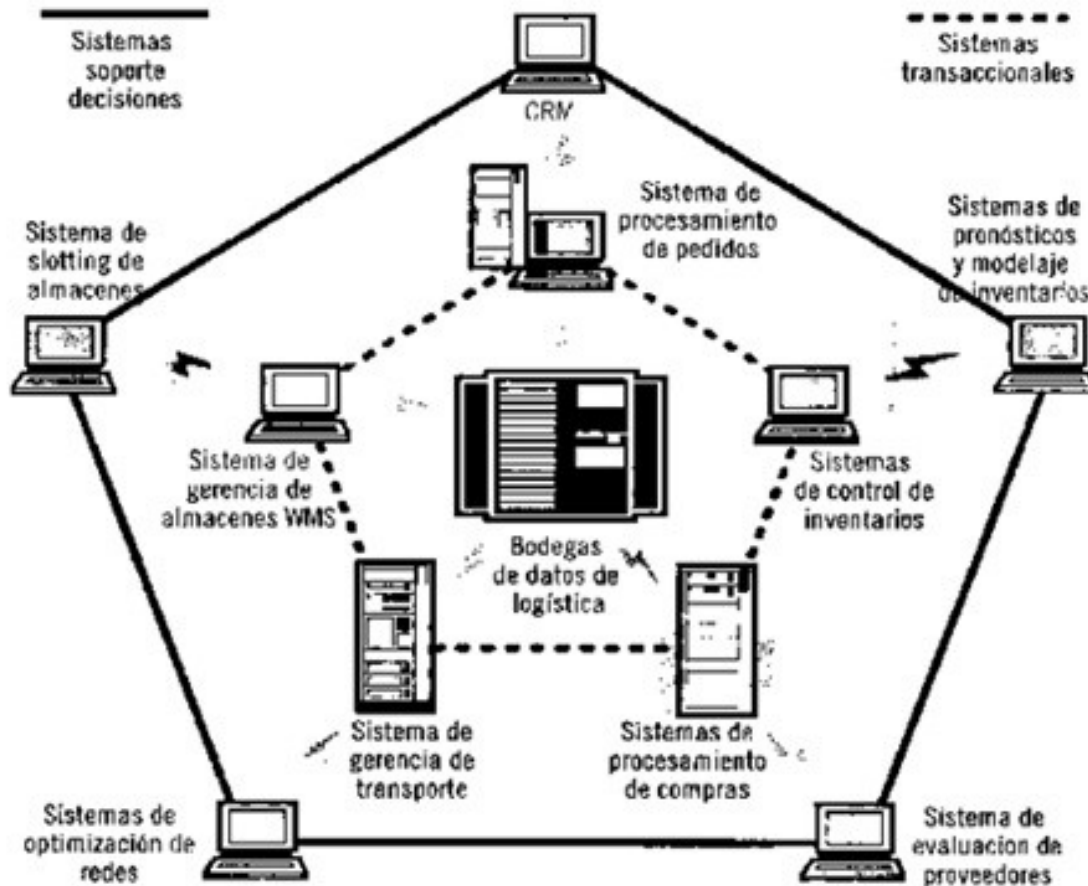 Sistemas
soporte
decisiones
Sistemas
transaccionales
CRM
Sistema de
procesamiento
de pedidos
Sistema de
slotting de
almacenes
Sistemas de
pronósticos
y modelaje
de inventarios
Sistema de
gerencia de
almacenes WMS
Sistemas
de control de
inventarios
Bodegas
de datos de
logística
Sistema de
gerencia de
transporte
Sistemas de
procesamiento
de compras
Sistemas de
optimización de
redes
Sistema de
evaluacion de
proveedores